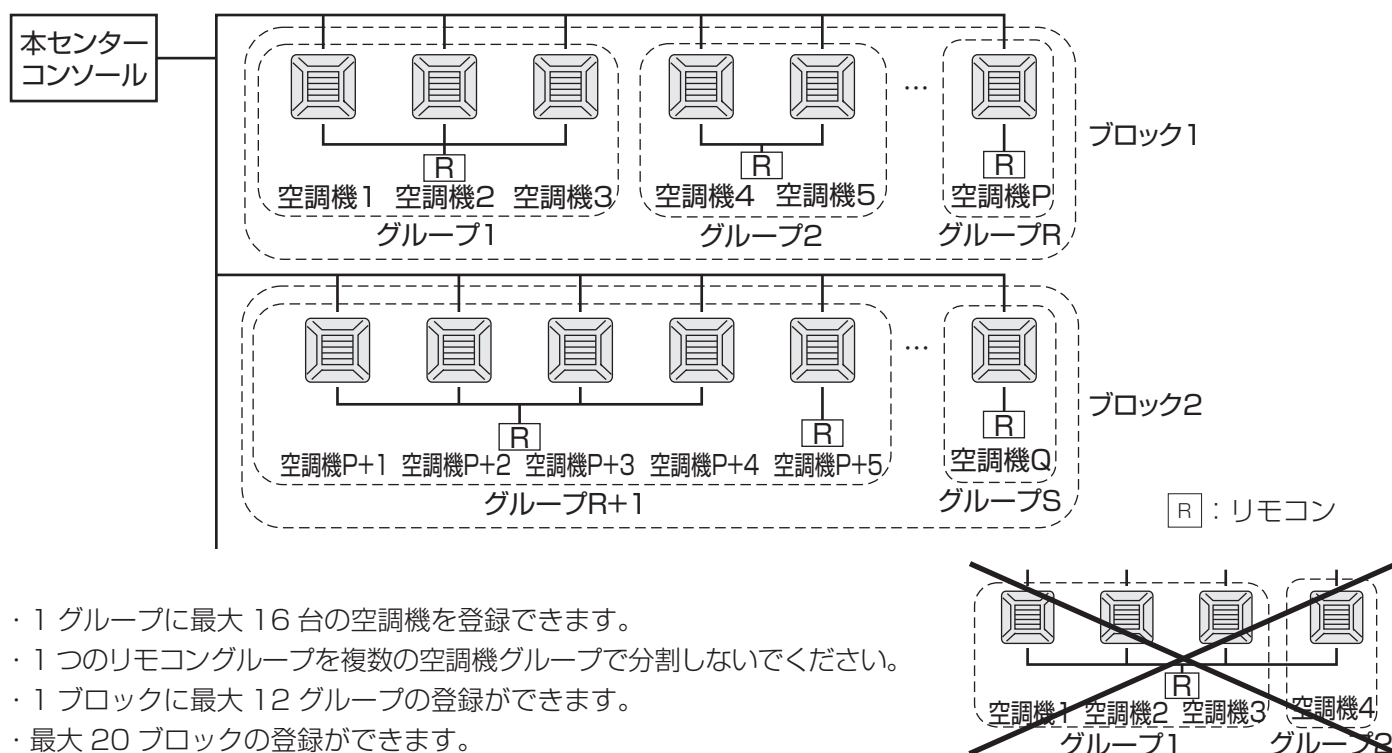 本センター
コンソール
R R … R
空調機1 空調機2 空調機3 空調機4 空調機5 空調機P
グループ1 グループ2 グループR
ブロック1
…
R R R
空調機P+1 空調機P+2 空調機P+3 空調機P+4 空調機P+5 空調機Q
グループR+1 グループS
ブロック2
R:リモコン
・1 グループに最大 16 台の空調機を登録できます。
・1 つのリモコングループを複数の空調機グループで分割しないでください。
・1 ブロックに最大 12 グループの登録ができます。
・最大 20 ブロックの登録ができます。
R
空調機1 空調機2 空調機3 空調機4
グループ1 グループ2